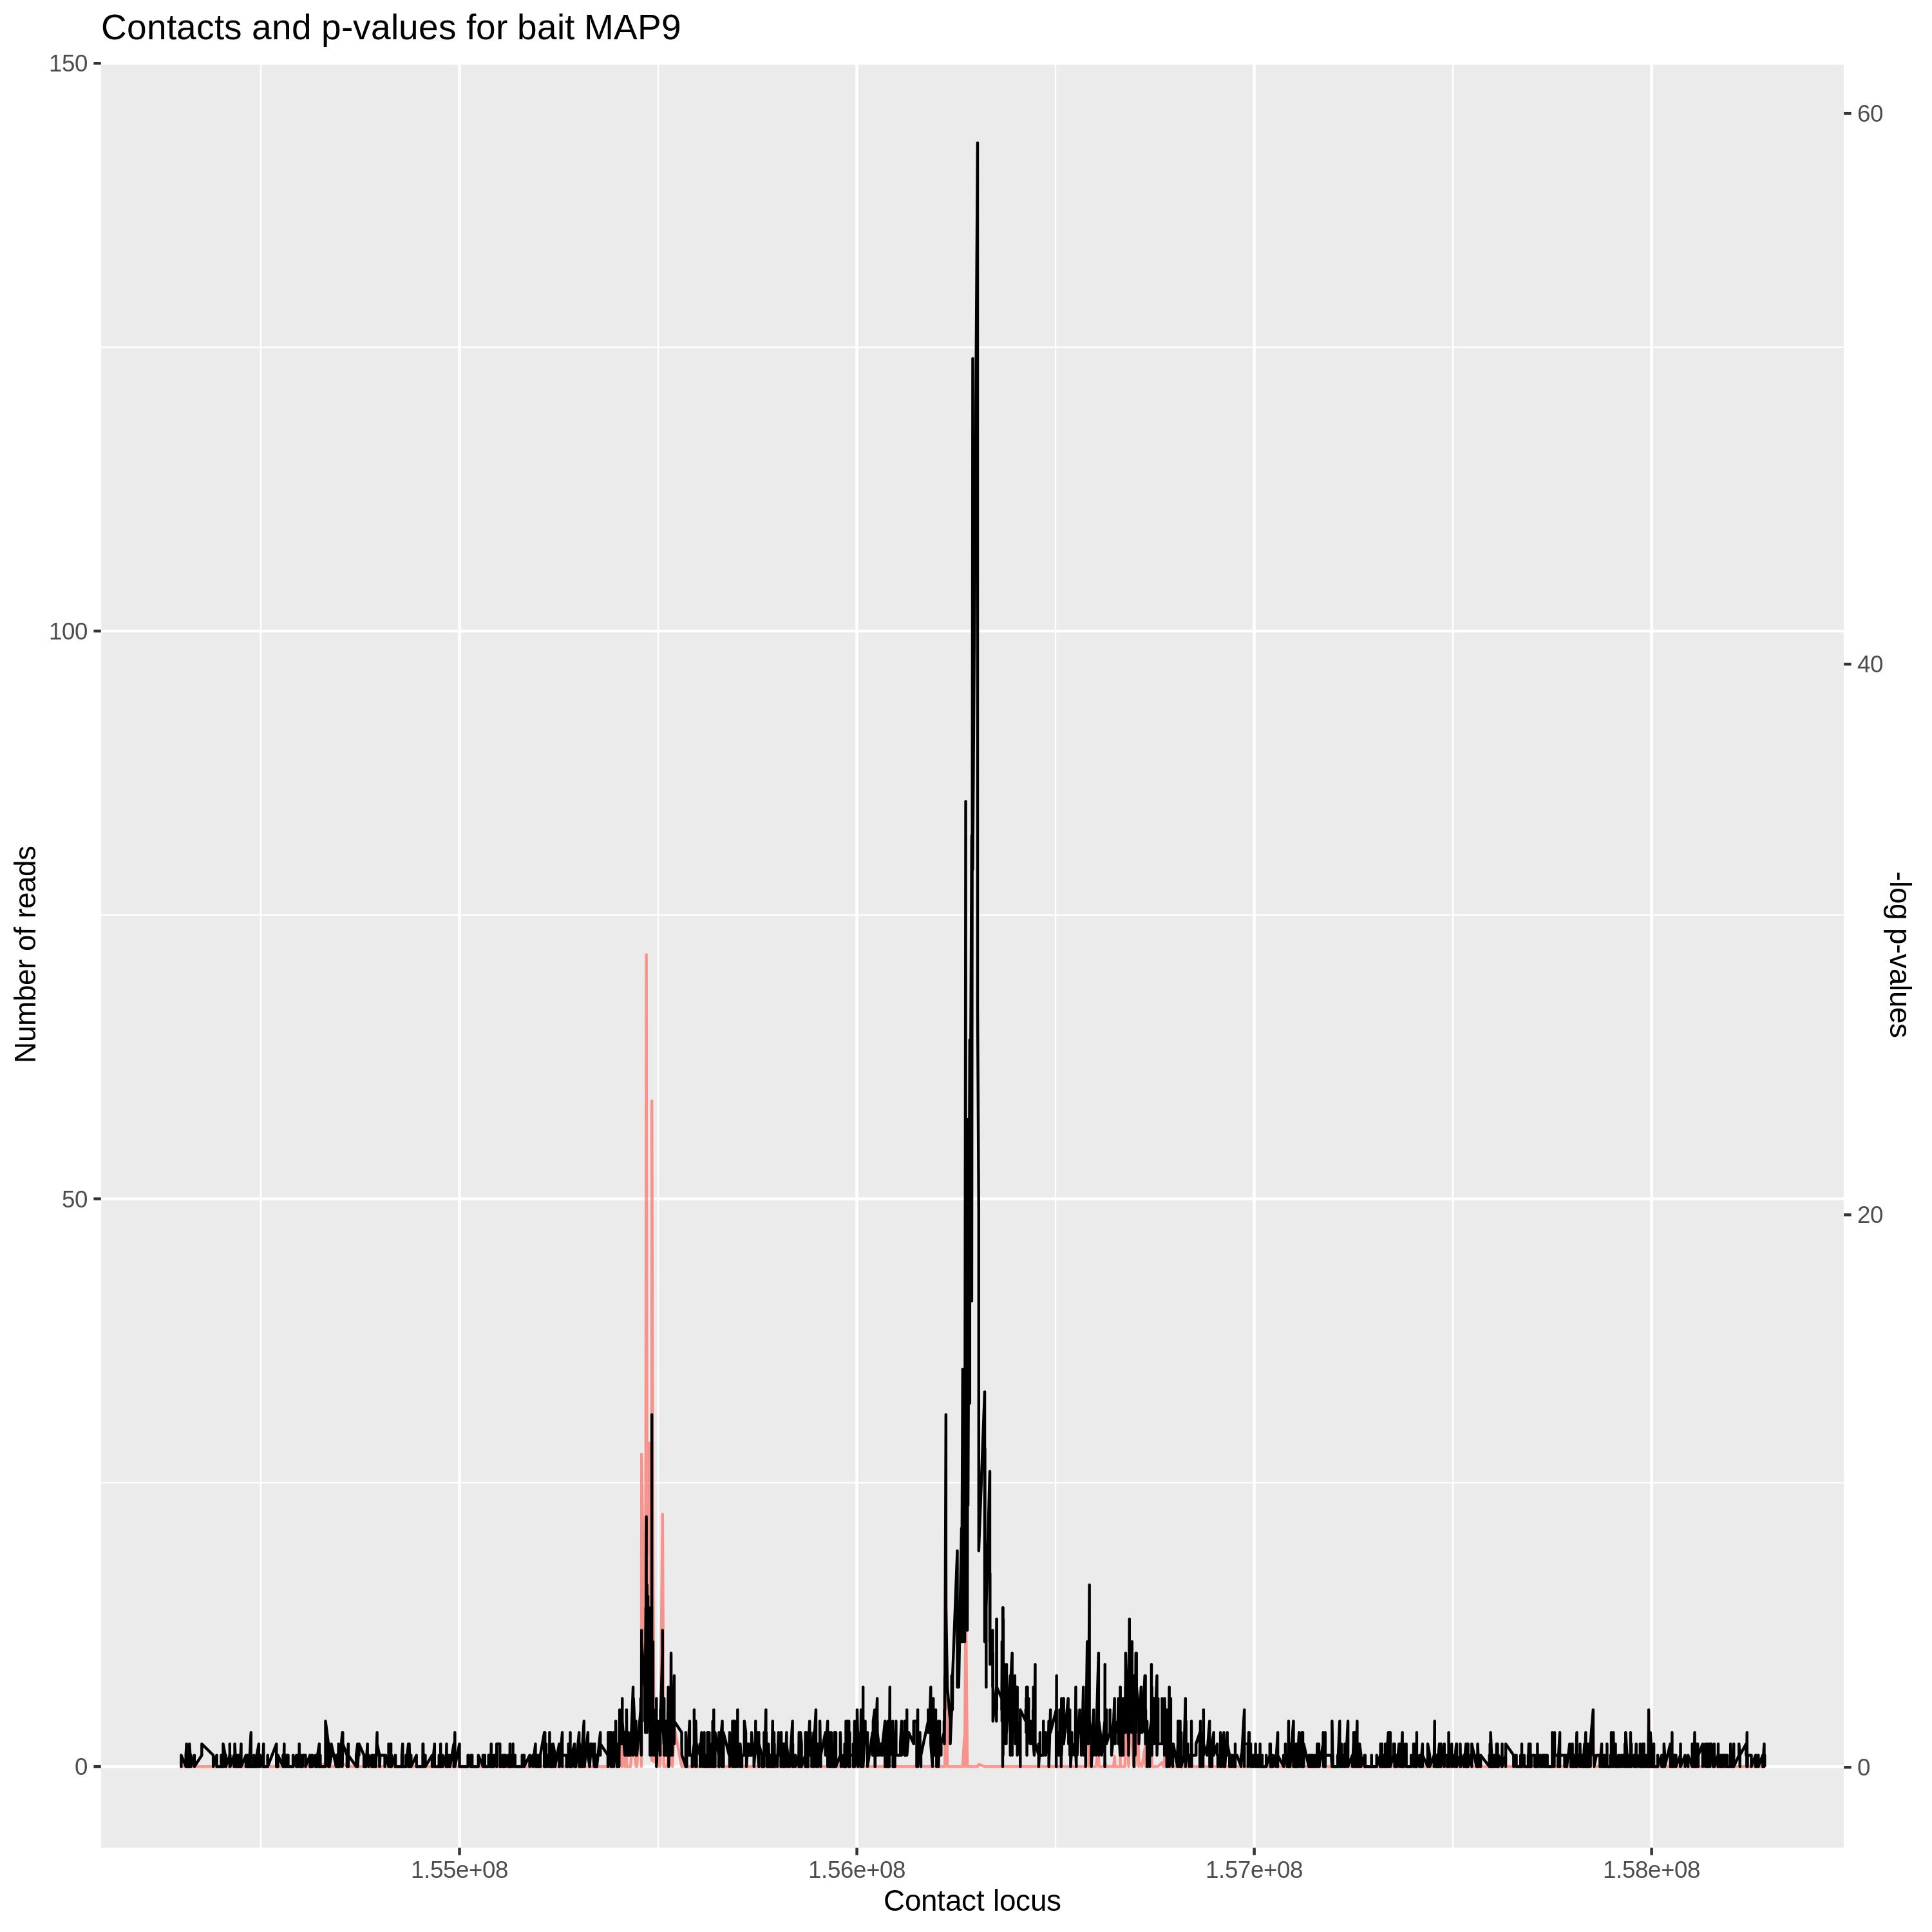 Contacts and p-values for bait MAP9
150
100
50
0
Number of reads
60
40
20
0
-log p-values
1.55e+08
1.56e+08
1.57e+08
1.58e+08
Contact locus